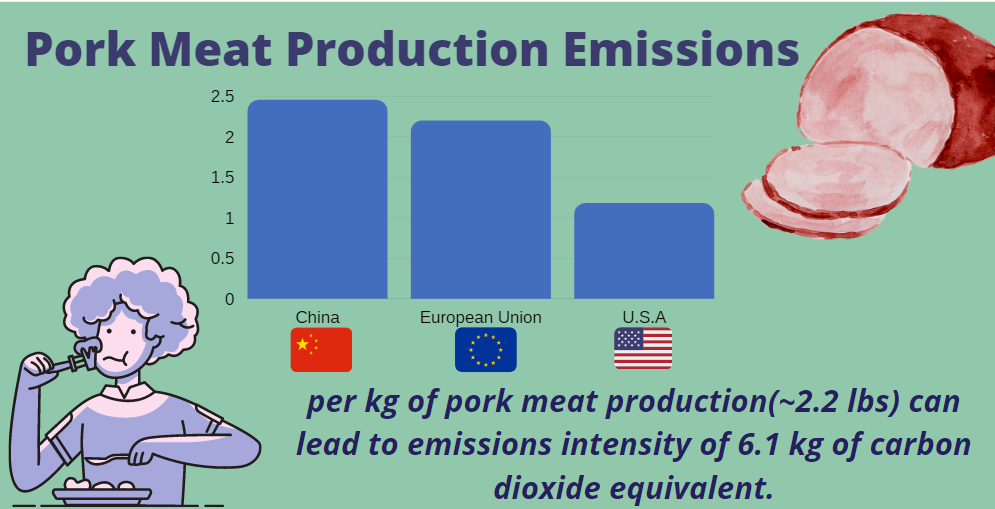 Pork Meat Production Emissions
2.5
2
1.5
1
0.5
0
China
European Union
U.S.A
per kg of pork meat production(~2.2 lbs) can
lead to emissions intensity of 6.1 kg of carbon
dioxide equivalent.